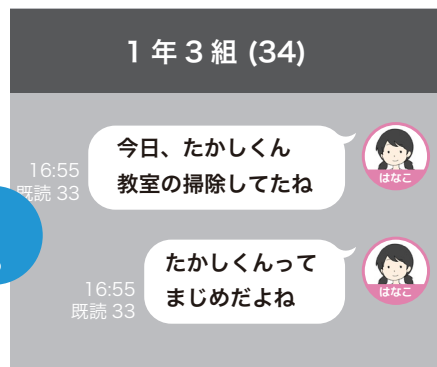 1 年 3 組 (34)
今日、たかしくん
教室の掃除してたね
はなこ
16:55
既読 33
たかしくんって
まじめだよね
はなこ
16:55
既読 33